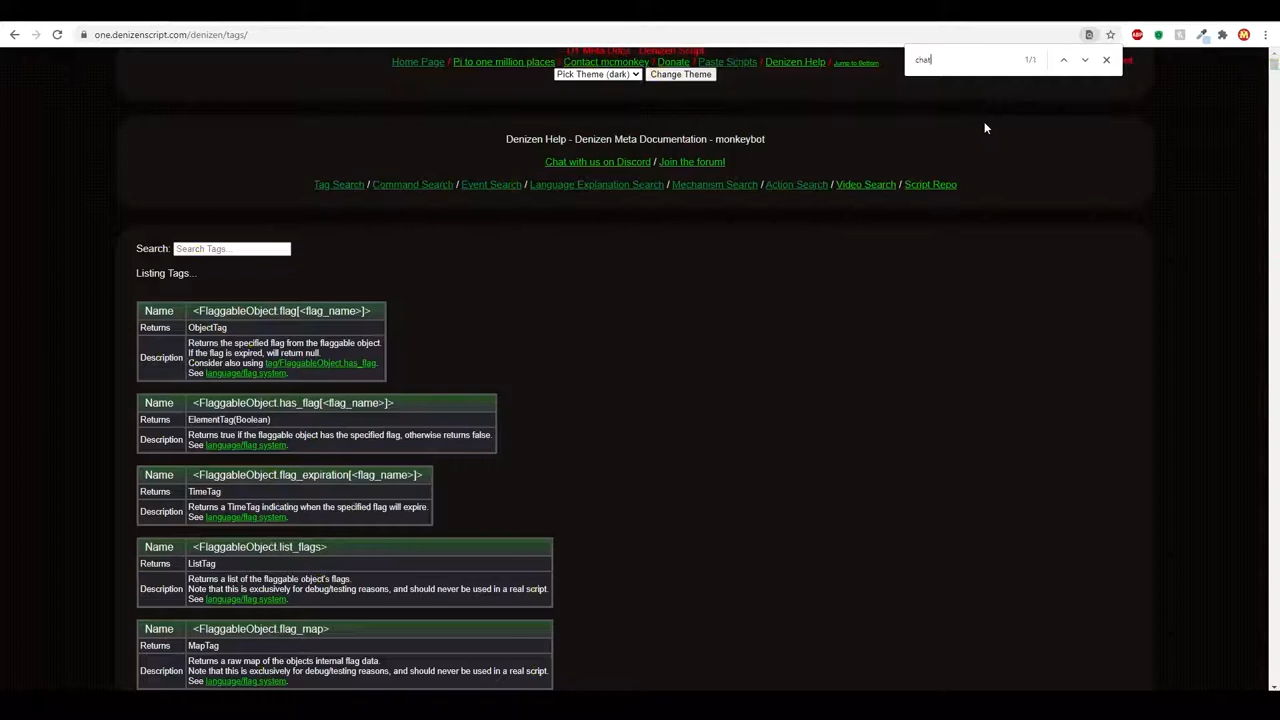 one.denizenscript.com/denizen/tags/
chat 1/1
Meta Docs - Denizen Script
Home Page / Pi to one million places / Contact mcmonkey / Donate / Paste Scripts / Denizen Help / Jump to Bottom
Pick Theme (dark) Change Theme
Denizen Help - Denizen Meta Documentation - monkeybot
Chat with us on Discord / Join the forum!
Tag Search / Command Search / Event Search / Language Explanation Search / Mechanism Search / Action Search / Video Search / Script Repo
Search: Search Tags...
Listing Tags...
Name <FlaggableObject.flag[<flag_name>]>
Returns ObjectTag
Description Returns the specified flag from the flaggable object.
If the flag is expired, will return null.
Consider also using tag/FlaggableObject.has_flag.
See language/flag system.
Name <FlaggableObject.has_flag[<flag_name>]>
Returns ElementTag(Boolean)
Description Returns true if the flaggable object has the specified flag, otherwise returns false.
See language/flag system.
Name <FlaggableObject.flag_expiration[<flag_name>]>
Returns TimeTag
Description Returns a TimeTag indicating when the specified flag will expire.
See language/flag system.
Name <FlaggableObject.list_flags>
Returns ListTag
Description Returns a list of the flaggable object's flags.
Note that this is exclusively for debug/testing reasons, and should never be used in a real script.
See language/flag system.
Name <FlaggableObject.flag_map>
Returns MapTag
Description Returns a raw map of the objects internal flag data.
Note that this is exclusively for debug/testing reasons, and should never be used in a real script.
See language/flag system.